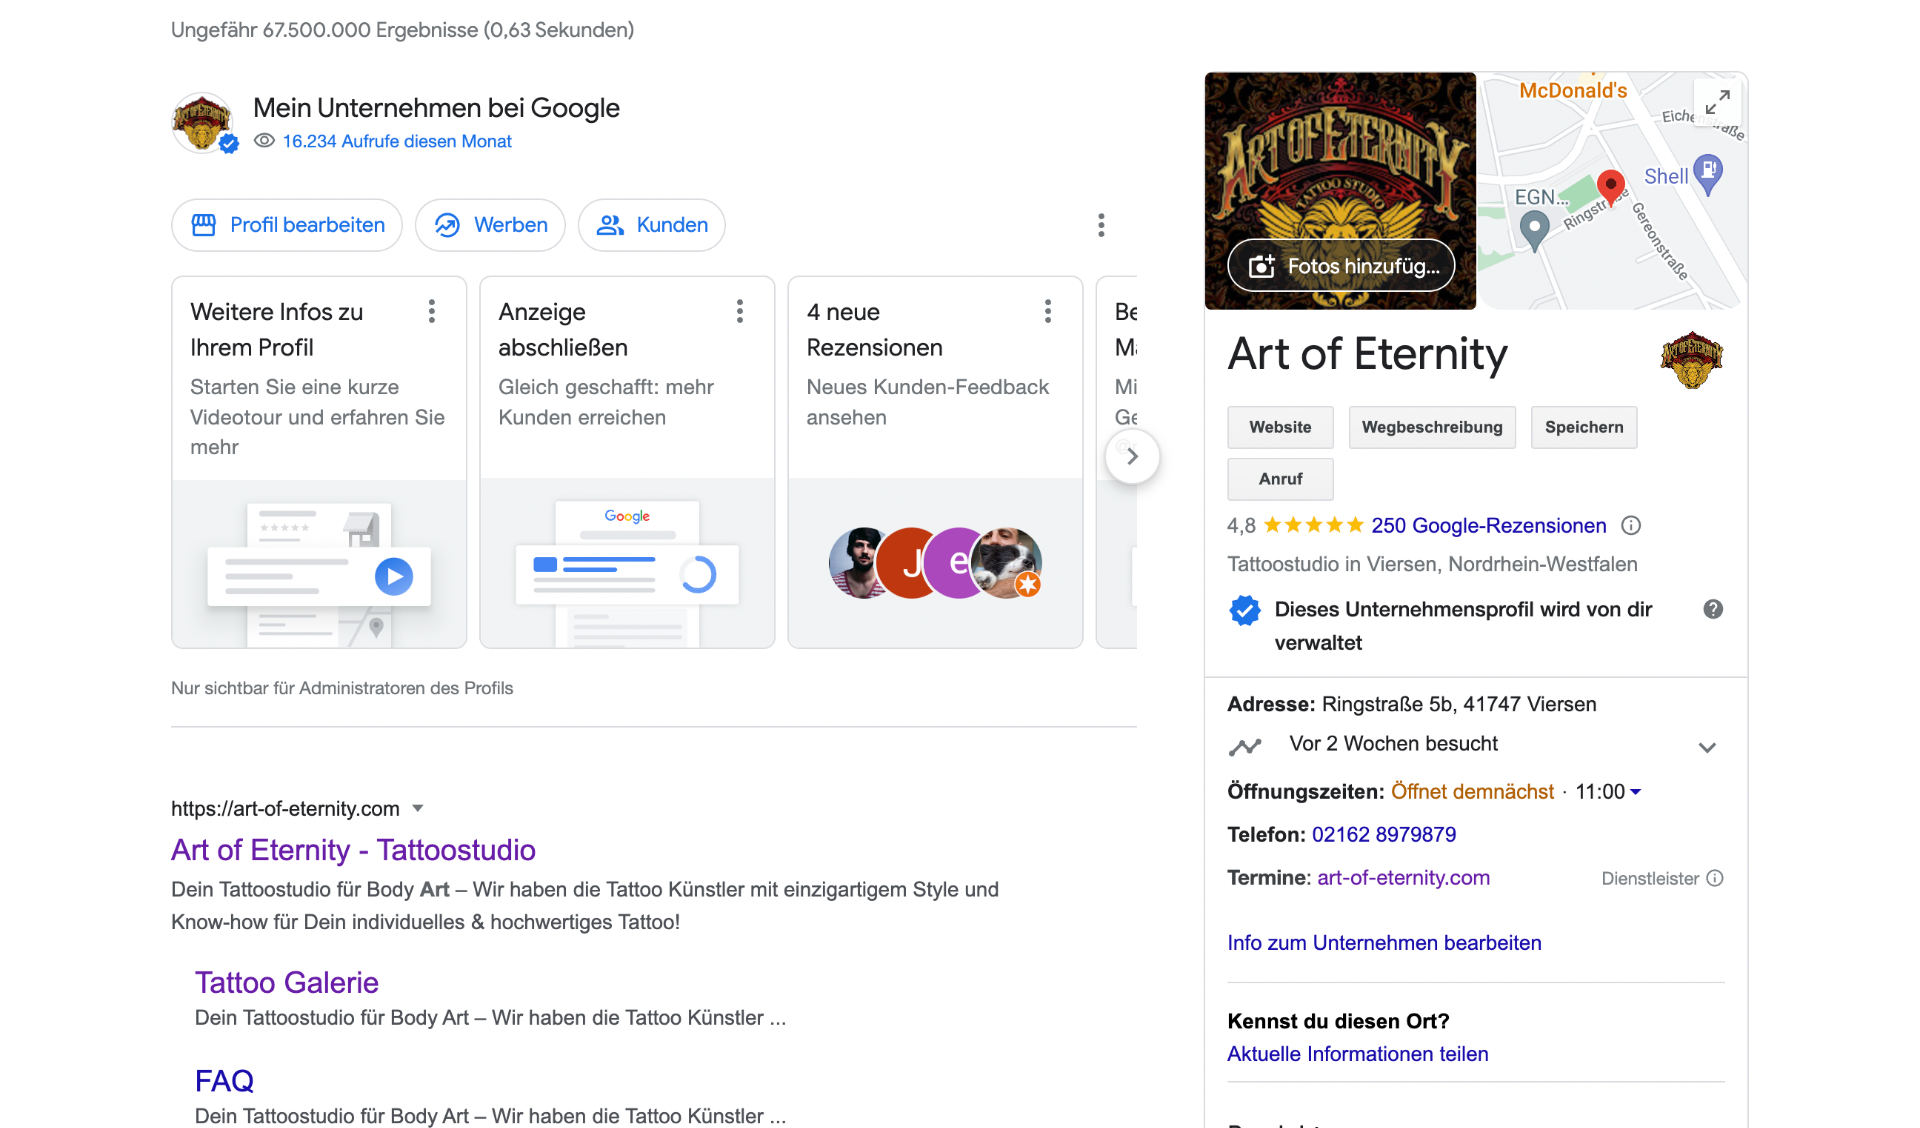 Ungefähr 67.500.000 Ergebnisse (0,63 Sekunden)
Mein Unternehmen bei Google
16.234 Aufrufe diesen Monat
Profil bearbeiten
Werben
Kunden
Weitere Infos zu
Ihrem Profil
Starten Sie eine kurze
Videotour und erfahren Sie
mehr
Anzeige
abschließen
Gleich geschafft: mehr
Kunden erreichen
Google
4 neue
Rezensionen
Neues Kunden-Feedback
ansehen
J
e
Be
Mi
Ge
Nur sichtbar für Administratoren des Profils
https://art-of-eternity.com
Art of Eternity - Tattoostudio
Dein Tattoostudio für Body Art – Wir haben die Tattoo Künstler mit einzigartigem Style und
Know-how für Dein individuelles & hochwertiges Tattoo!
Tattoo Galerie
Dein Tattoostudio für Body Art – Wir haben die Tattoo Künstler ...
FAQ
Dein Tattoostudio für Body Art – Wir haben die Tattoo Künstler ...
ART OF ETERNITY
TATTOO STUDIO
Fotos hinzufüg...
McDonald's
Shell
EGN...
Gereonstraße
Art of Eternity
ART OF ETERNITY
Website
Wegbeschreibung
Speichern
Anruf
4,8 250 Google-Rezensionen
Tattoostudio in Viersen, Nordrhein-Westfalen
Dieses Unternehmensprofil wird von dir
verwaltet
Adresse: Ringstraße 5b, 41747 Viersen
Vor 2 Wochen besucht
Öffnungszeiten: Öffnet demnächst · 11:00
Telefon: 02162 8979879
Termine: art-of-eternity.com
Dienstleister
Info zum Unternehmen bearbeiten
Kennst du diesen Ort?
Aktuelle Informationen teilen